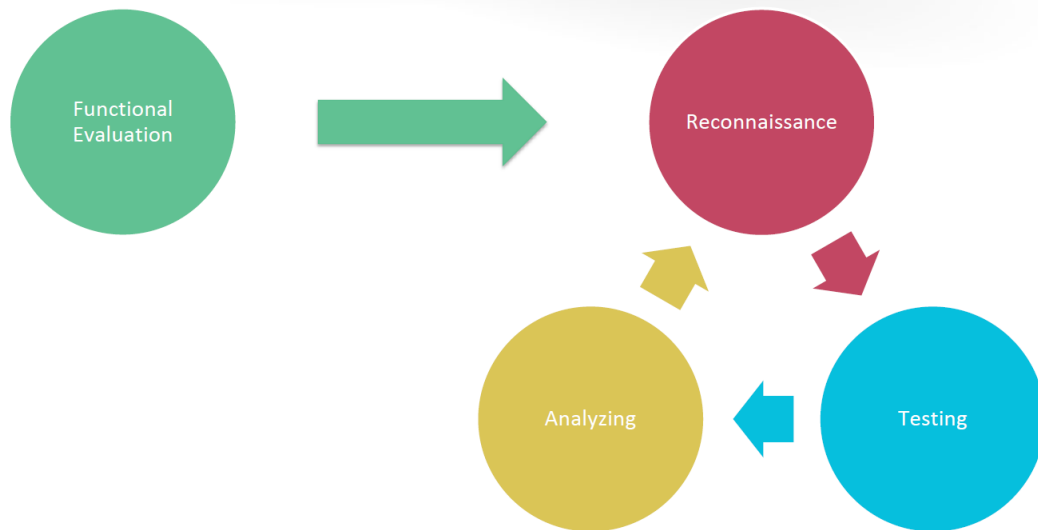 Functional
Evaluation
Reconnaissance
Analyzing
Testing